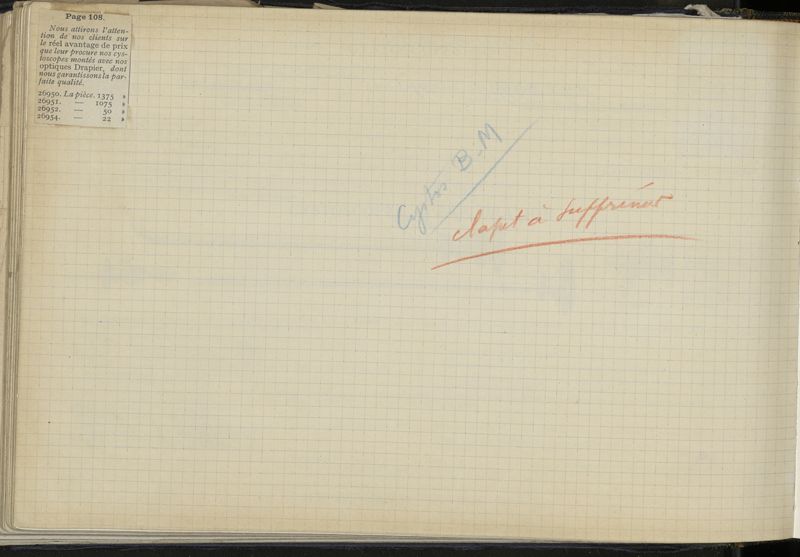 Page 108.
Nous attirons l'atten-
tion de nos clients sur
le réel avantage de prix
que leur procure nos cys-
toscopes montés avec nos
optiques Drapier, dont
nous garantissons la par-
faite qualité.
26950. La pièce. 1375 »
26951. — 1075 »
26952. — 50 »
26954. — 22 »
Cystos B-M
clapet à supprimer